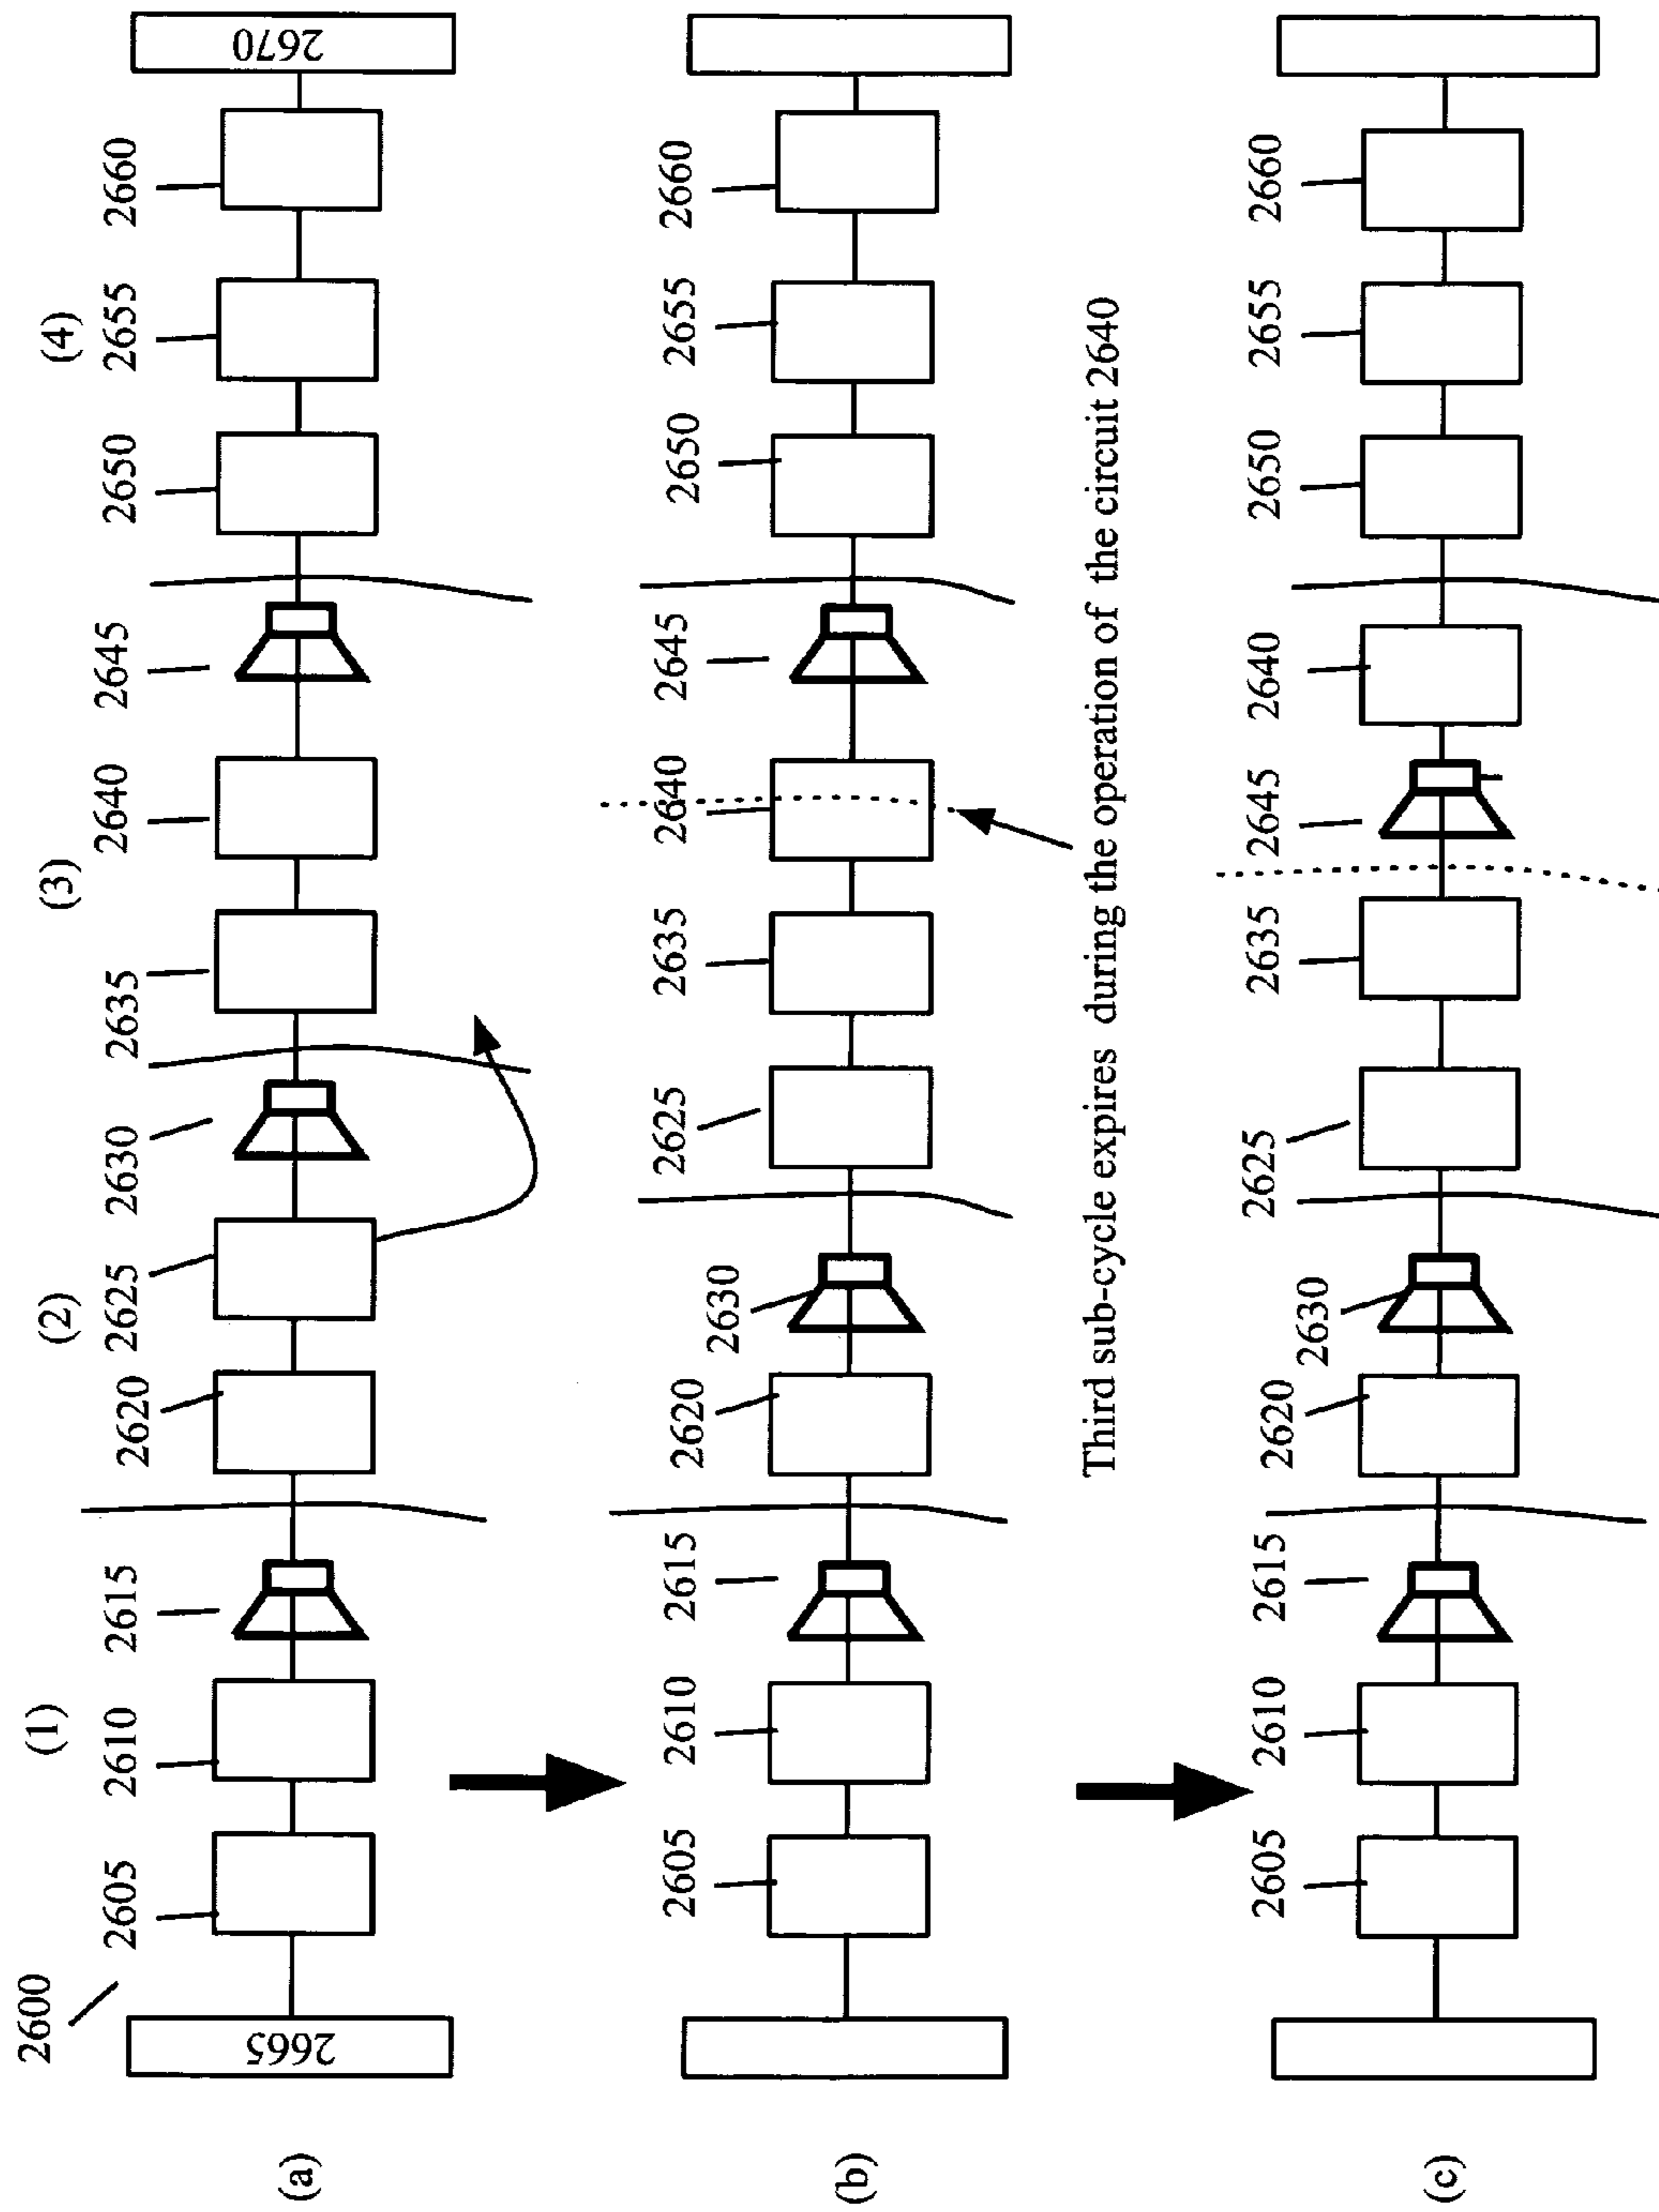 2600 (1) (2) (3) (4)
2605 2610 2615 2620 2625 2630 2635 2640 2645 2650 2655 2660
(a) 2665 2670
2605 2610 2615 2620 2630 2625 2635 2640 2645 2650 2655 2660
(b)
Third sub-cycle expires during the operation of the circuit 2640
2605 2610 2615 2620 2630 2625 2635 2645 2640 2650 2655 2660
(c)